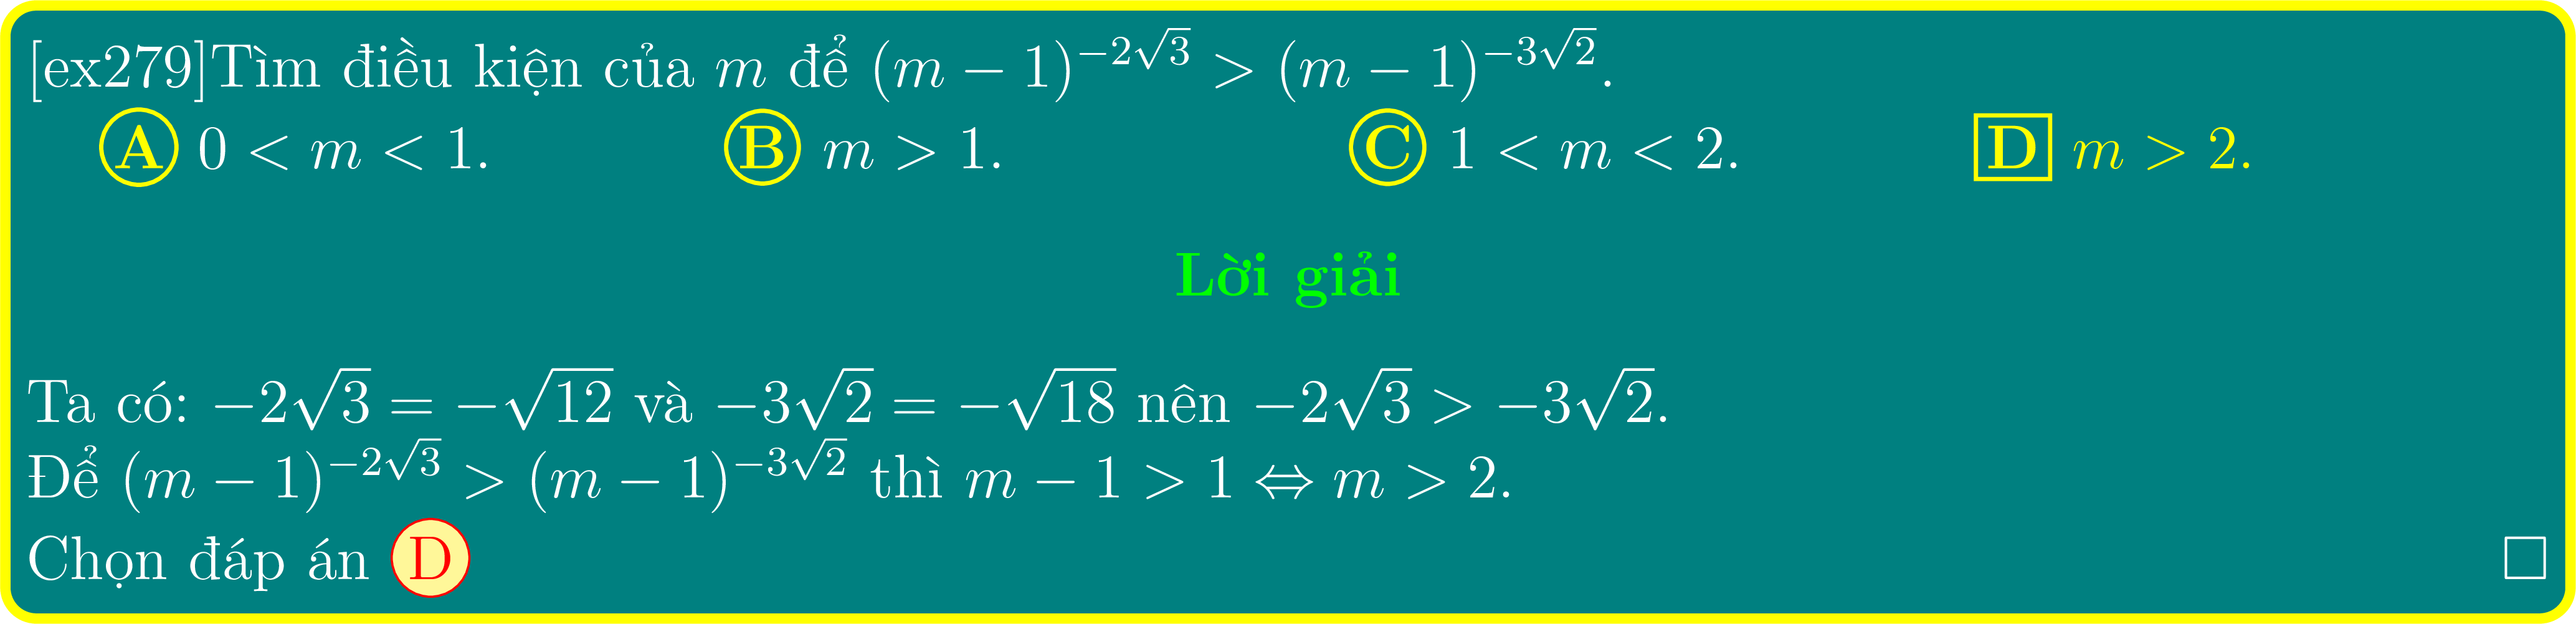 [ex279]Tìm điều kiện của $m$ để $(m-1)^{-2\sqrt{3}} > (m-1)^{-3\sqrt{2}}$.
A $0 < m < 1$. B $m > 1$. C $1 < m < 2$. D $m > 2$.
Lời giải
Ta có: $-2\sqrt{3} = -\sqrt{12}$ và $-3\sqrt{2} = -\sqrt{18}$ nên $-2\sqrt{3} > -3\sqrt{2}$.
Để $(m-1)^{-2\sqrt{3}} > (m-1)^{-3\sqrt{2}}$ thì $m-1 > 1 \Leftrightarrow m > 2$.
Chọn đáp án D □